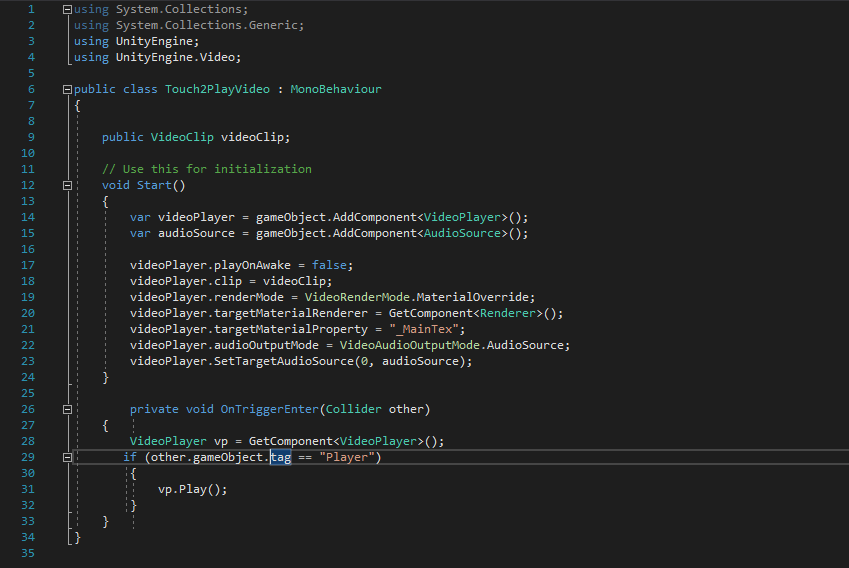 1 using System.Collections;
2 using System.Collections.Generic;
3 using UnityEngine;
4 using UnityEngine.Video;
5
6 public class Touch2PlayVideo : MonoBehaviour
7 {
8
9 public VideoClip videoClip;
10
11 // Use this for initialization
12 void Start()
13 {
14 var videoPlayer = gameObject.AddComponent<VideoPlayer>();
15 var audioSource = gameObject.AddComponent<AudioSource>();
16
17 videoPlayer.playOnAwake = false;
18 videoPlayer.clip = videoClip;
19 videoPlayer.renderMode = VideoRenderMode.MaterialOverride;
20 videoPlayer.targetMaterialRenderer = GetComponent<Renderer>();
21 videoPlayer.targetMaterialProperty = "_MainTex";
22 videoPlayer.audioOutputMode = VideoAudioOutputMode.AudioSource;
23 videoPlayer.SetTargetAudioSource(0, audioSource);
24 }
25
26 private void OnTriggerEnter(Collider other)
27 {
28 VideoPlayer vp = GetComponent<VideoPlayer>();
29 if (other.gameObject.tag == "Player")
30 {
31 vp.Play();
32 }
33 }
34 }
35